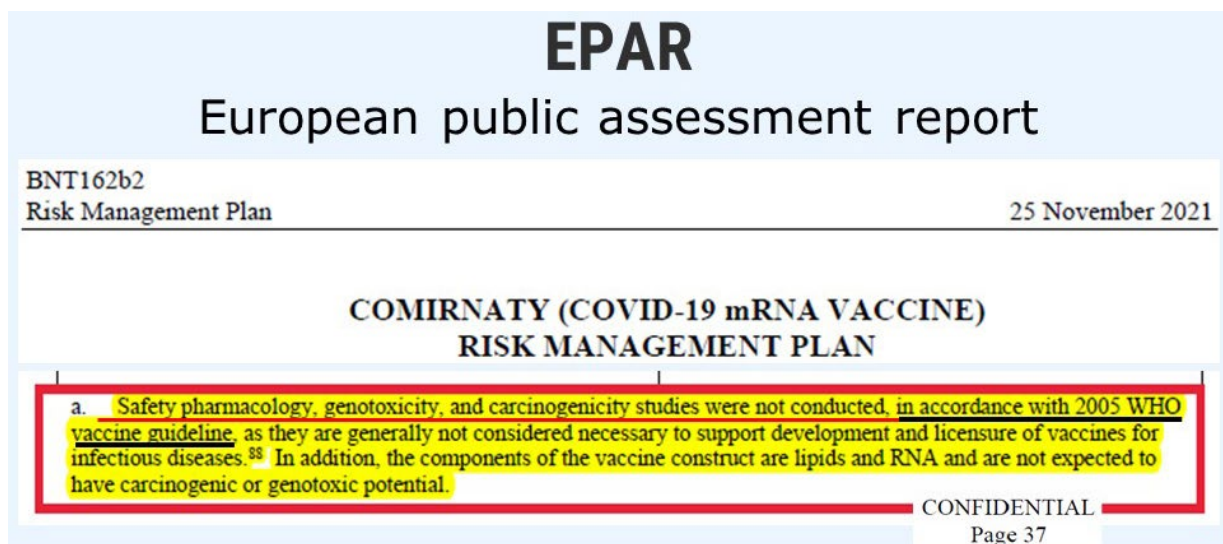 EPAR
European public assessment report
BNT162b2
Risk Management Plan
25 November 2021
COMIRNATY (COVID-19 mRNA VACCINE)
RISK MANAGEMENT PLAN
a. Safety pharmacology, genotoxicity, and carcinogenicity studies were not conducted, in accordance with 2005 WHO
vaccine guideline, as they are generally not considered necessary to support development and licensure of vaccines for
infectious diseases.88 In addition, the components of the vaccine construct are lipids and RNA and are not expected to
have carcinogenic or genotoxic potential.
CONFIDENTIAL
Page 37